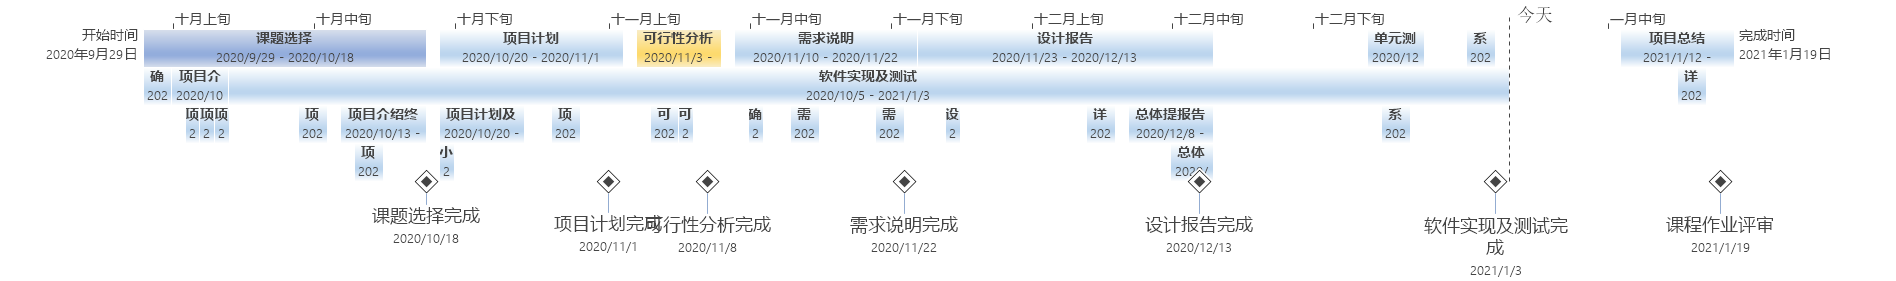 十月上旬 十月中旬 十月下旬 十一月上旬 十一月中旬 十一月下旬 十二月上旬 十二月中旬 十二月下旬 今天 一月中旬
开始时间 课题选择 项目计划 可行性分析 需求说明 设计报告 单元测 系 项目总结 完成时间
2020年9月29日 2020/9/29 - 2020/10/18 2020/10/20 - 2020/11/1 2020/11/3 - 2020/11/10 - 2020/11/22 2020/11/23 - 2020/12/13 2020/12 202 2021/1/12 - 2021年1月19日
确 项目介 软件实现及测试 详
202 2020/10 2020/10/5 - 2021/1/3 202
项 项 项 项 项目介绍终 项目计划及 项 可 可 确 需 需 设 详 总体提报告 系
2 2 2 202 2020/10/13 - 2020/10/20 - 202 202 2 2 202 202 2 202 2020/12/8 - 202
项 小 总体
202 2 2020/
课题选择完成 项目计划完成 可行性分析完成 需求说明完成 设计报告完成 软件实现及测试完 课程作业评审
2020/10/18 2020/11/1 2020/11/8 2020/11/22 2020/12/13 成 2021/1/19
2021/1/3